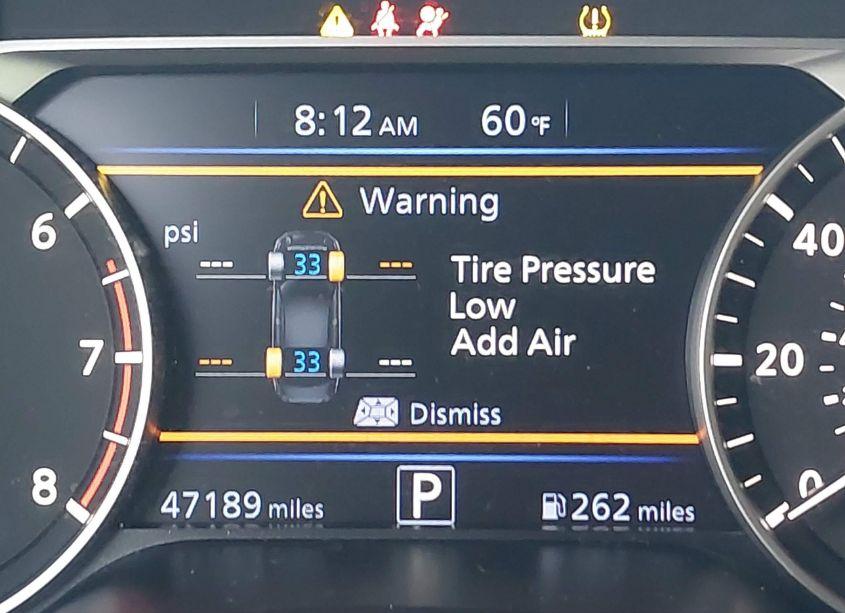 8:12 AM 60 °F
Warning
psi
--- 33 ---
--- 33 ---
Tire Pressure
Low
Add Air
Dismiss
47189 miles P 262 miles
6
7
8
40
20
0